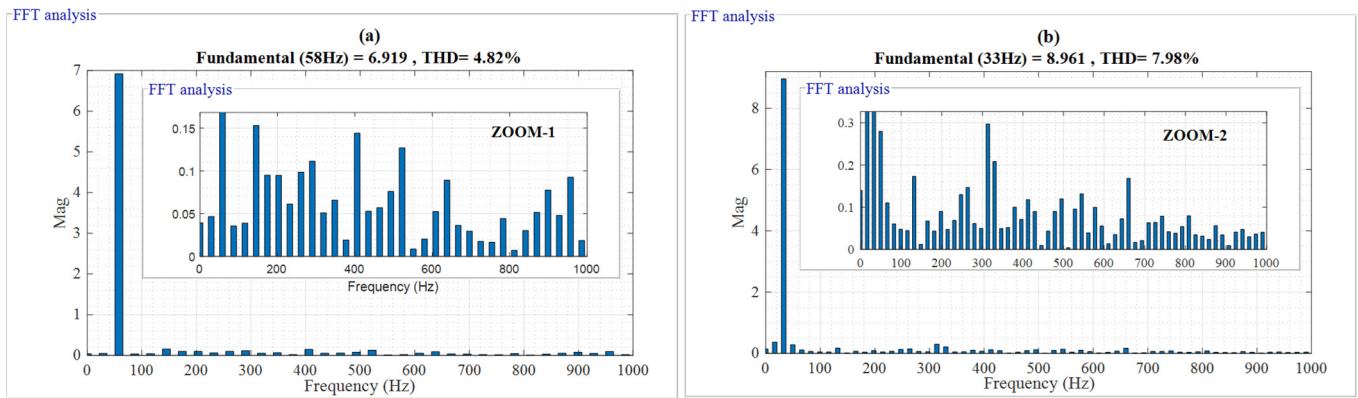 FFT analysis
(a)
Fundamental (58Hz) = 6.919 , THD= 4.82%
7
6
5
4
3
2
1
0
Mag
FFT analysis
ZOOM-1
0.15
0.1
0.05
0
0 200 400 600 800 1000
Frequency (Hz)
0 100 200 300 400 500 600 700 800 900 1000
Frequency (Hz)
FFT analysis
(b)
Fundamental (33Hz) = 8.961 , THD= 7.98%
8
6
4
2
0
Mag
FFT analysis
ZOOM-2
0.3
0.2
0.1
0
0 100 200 300 400 500 600 700 800 900 1000
0 100 200 300 400 500 600 700 800 900 1000
Frequency (Hz)